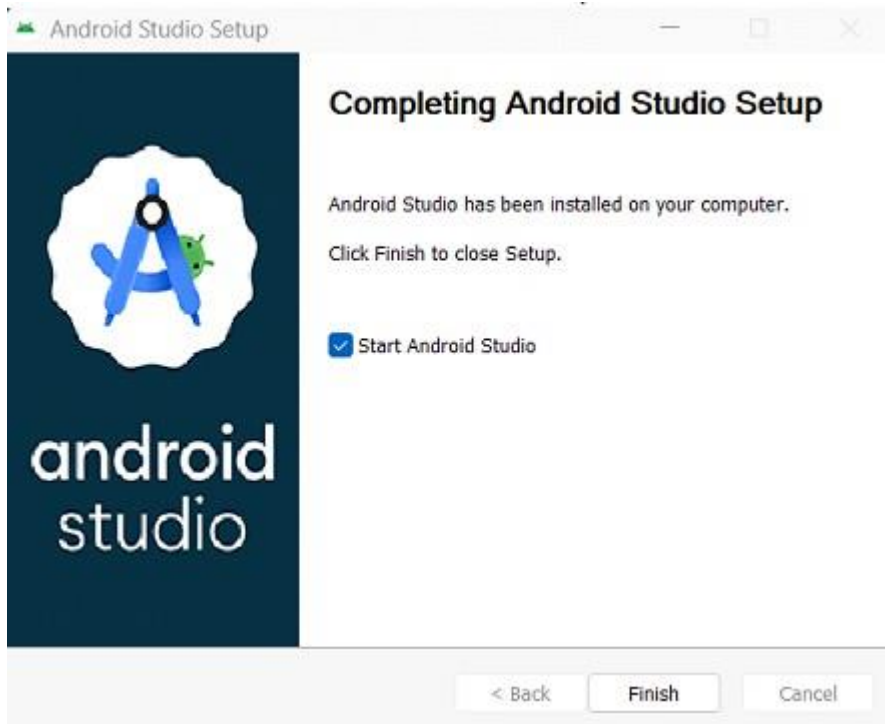 Android Studio Setup
Completing Android Studio Setup
Android Studio has been installed on your computer.
Click Finish to close Setup.
Start Android Studio
android
studio
< Back
Finish
Cancel